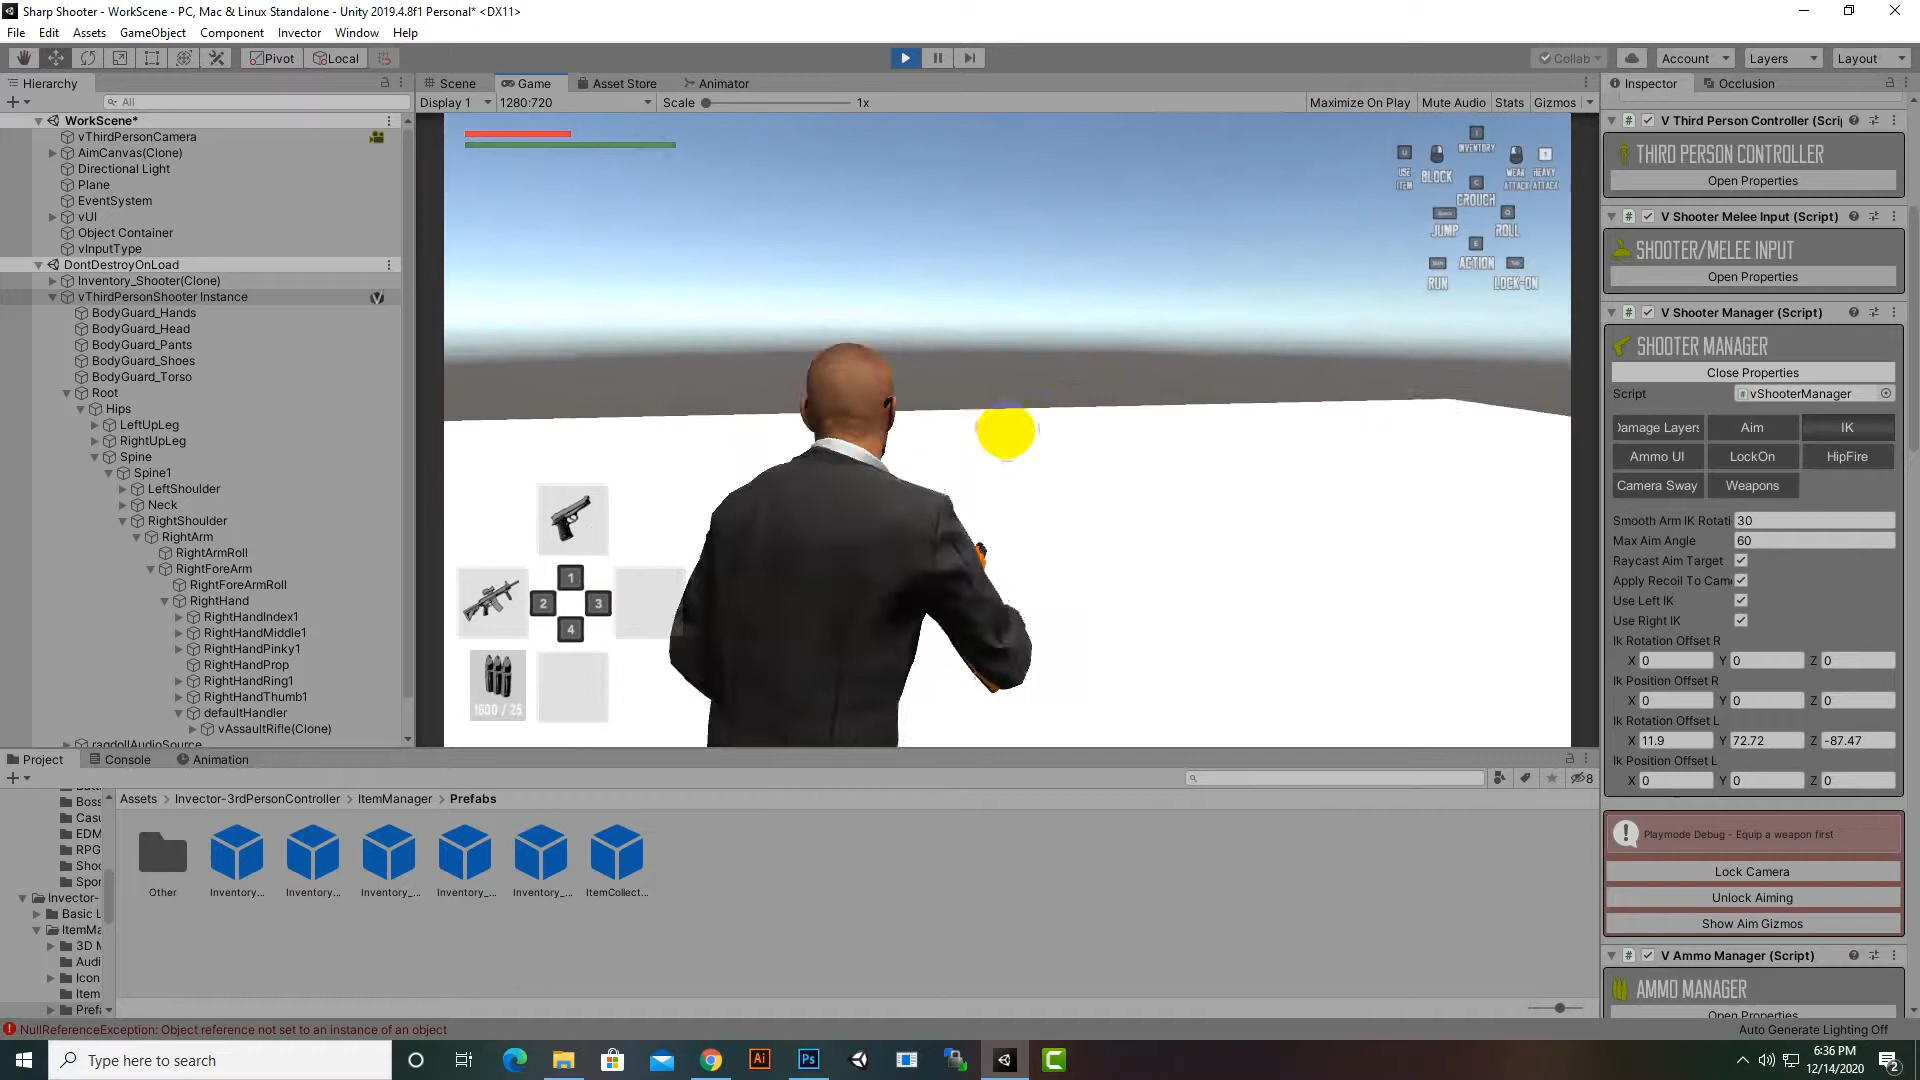 Sharp Shooter - WorkScene - PC, Mac & Linux Standalone - Unity 2019.4.8f1 Personal* <DX11>
File Edit Assets GameObject Component Invector Window Help
Pivot Local Collab Account Layers Layout
Hierarchy
All
WorkScene*
vThirdPersonCamera
AimCanvas(Clone)
Directional Light
Plane
EventSystem
vUI
Object Container
vInputType
DontDestroyOnLoad
Inventory_Shooter(Clone)
vThirdPersonShooter Instance
BodyGuard_Hands
BodyGuard_Head
BodyGuard_Pants
BodyGuard_Shoes
BodyGuard_Torso
Root
Hips
LeftUpLeg
RightUpLeg
Spine
Spine1
LeftShoulder
Neck
RightShoulder
RightArm
RightArmRoll
RightForeArm
RightForeArmRoll
RightHand
RightHandIndex1
RightHandMiddle1
RightHandPinky1
RightHandProp
RightHandRing1
RightHandThumb1
defaultHandler
vAssaultRifle(Clone)
ragdollAudioSource
Scene Game Asset Store Animator
Display 1 1280:720 Scale 1x Maximize On Play Mute Audio Stats Gizmos
INVENTORY
USE ITEM BLOCK WEAK ATTACK HEAVY ATTACK
CROUCH
JUMP ROLL
ACTION
RUN LOCK-ON
1
2 3
4
1600 / 25
Inspector Occlusion
V Third Person Controller (Scri
THIRD PERSON CONTROLLER
Open Properties
V Shooter Melee Input (Script)
SHOOTER/MELEE INPUT
Open Properties
V Shooter Manager (Script)
SHOOTER MANAGER
Close Properties
Script vShooterManager
Damage Layers Aim IK
Ammo UI LockOn HipFire
Camera Sway Weapons
Smooth Arm IK Rotati 30
Max Aim Angle 60
Raycast Aim Target
Apply Recoil To Cam
Use Left IK
Use Right IK
Ik Rotation Offset R
X 0 Y 0 Z 0
Ik Position Offset R
X 0 Y 0 Z 0
Ik Rotation Offset L
X 11.9 Y 72.72 Z -87.47
Ik Position Offset L
X 0 Y 0 Z 0
Playmode Debug - Equip a weapon first
Lock Camera
Unlock Aiming
Show Aim Gizmos
V Ammo Manager (Script)
AMMO MANAGER
Open Properties
Project Console Animation
8
Assets > Invector-3rdPersonController > ItemManager > Prefabs
Boss
Casu
EDM
RPG
Shoo
Spor
Invector-
Basic L
ItemMa
3D M
Audi
Icon
Item
Prefa
Other Inventory... Inventory... Inventory_... Inventory_... Inventory_... ItemCollect...
NullReferenceException: Object reference not set to an instance of an object
Auto Generate Lighting Off
Type here to search
Ai Ps
6:36 PM
12/14/2020
2